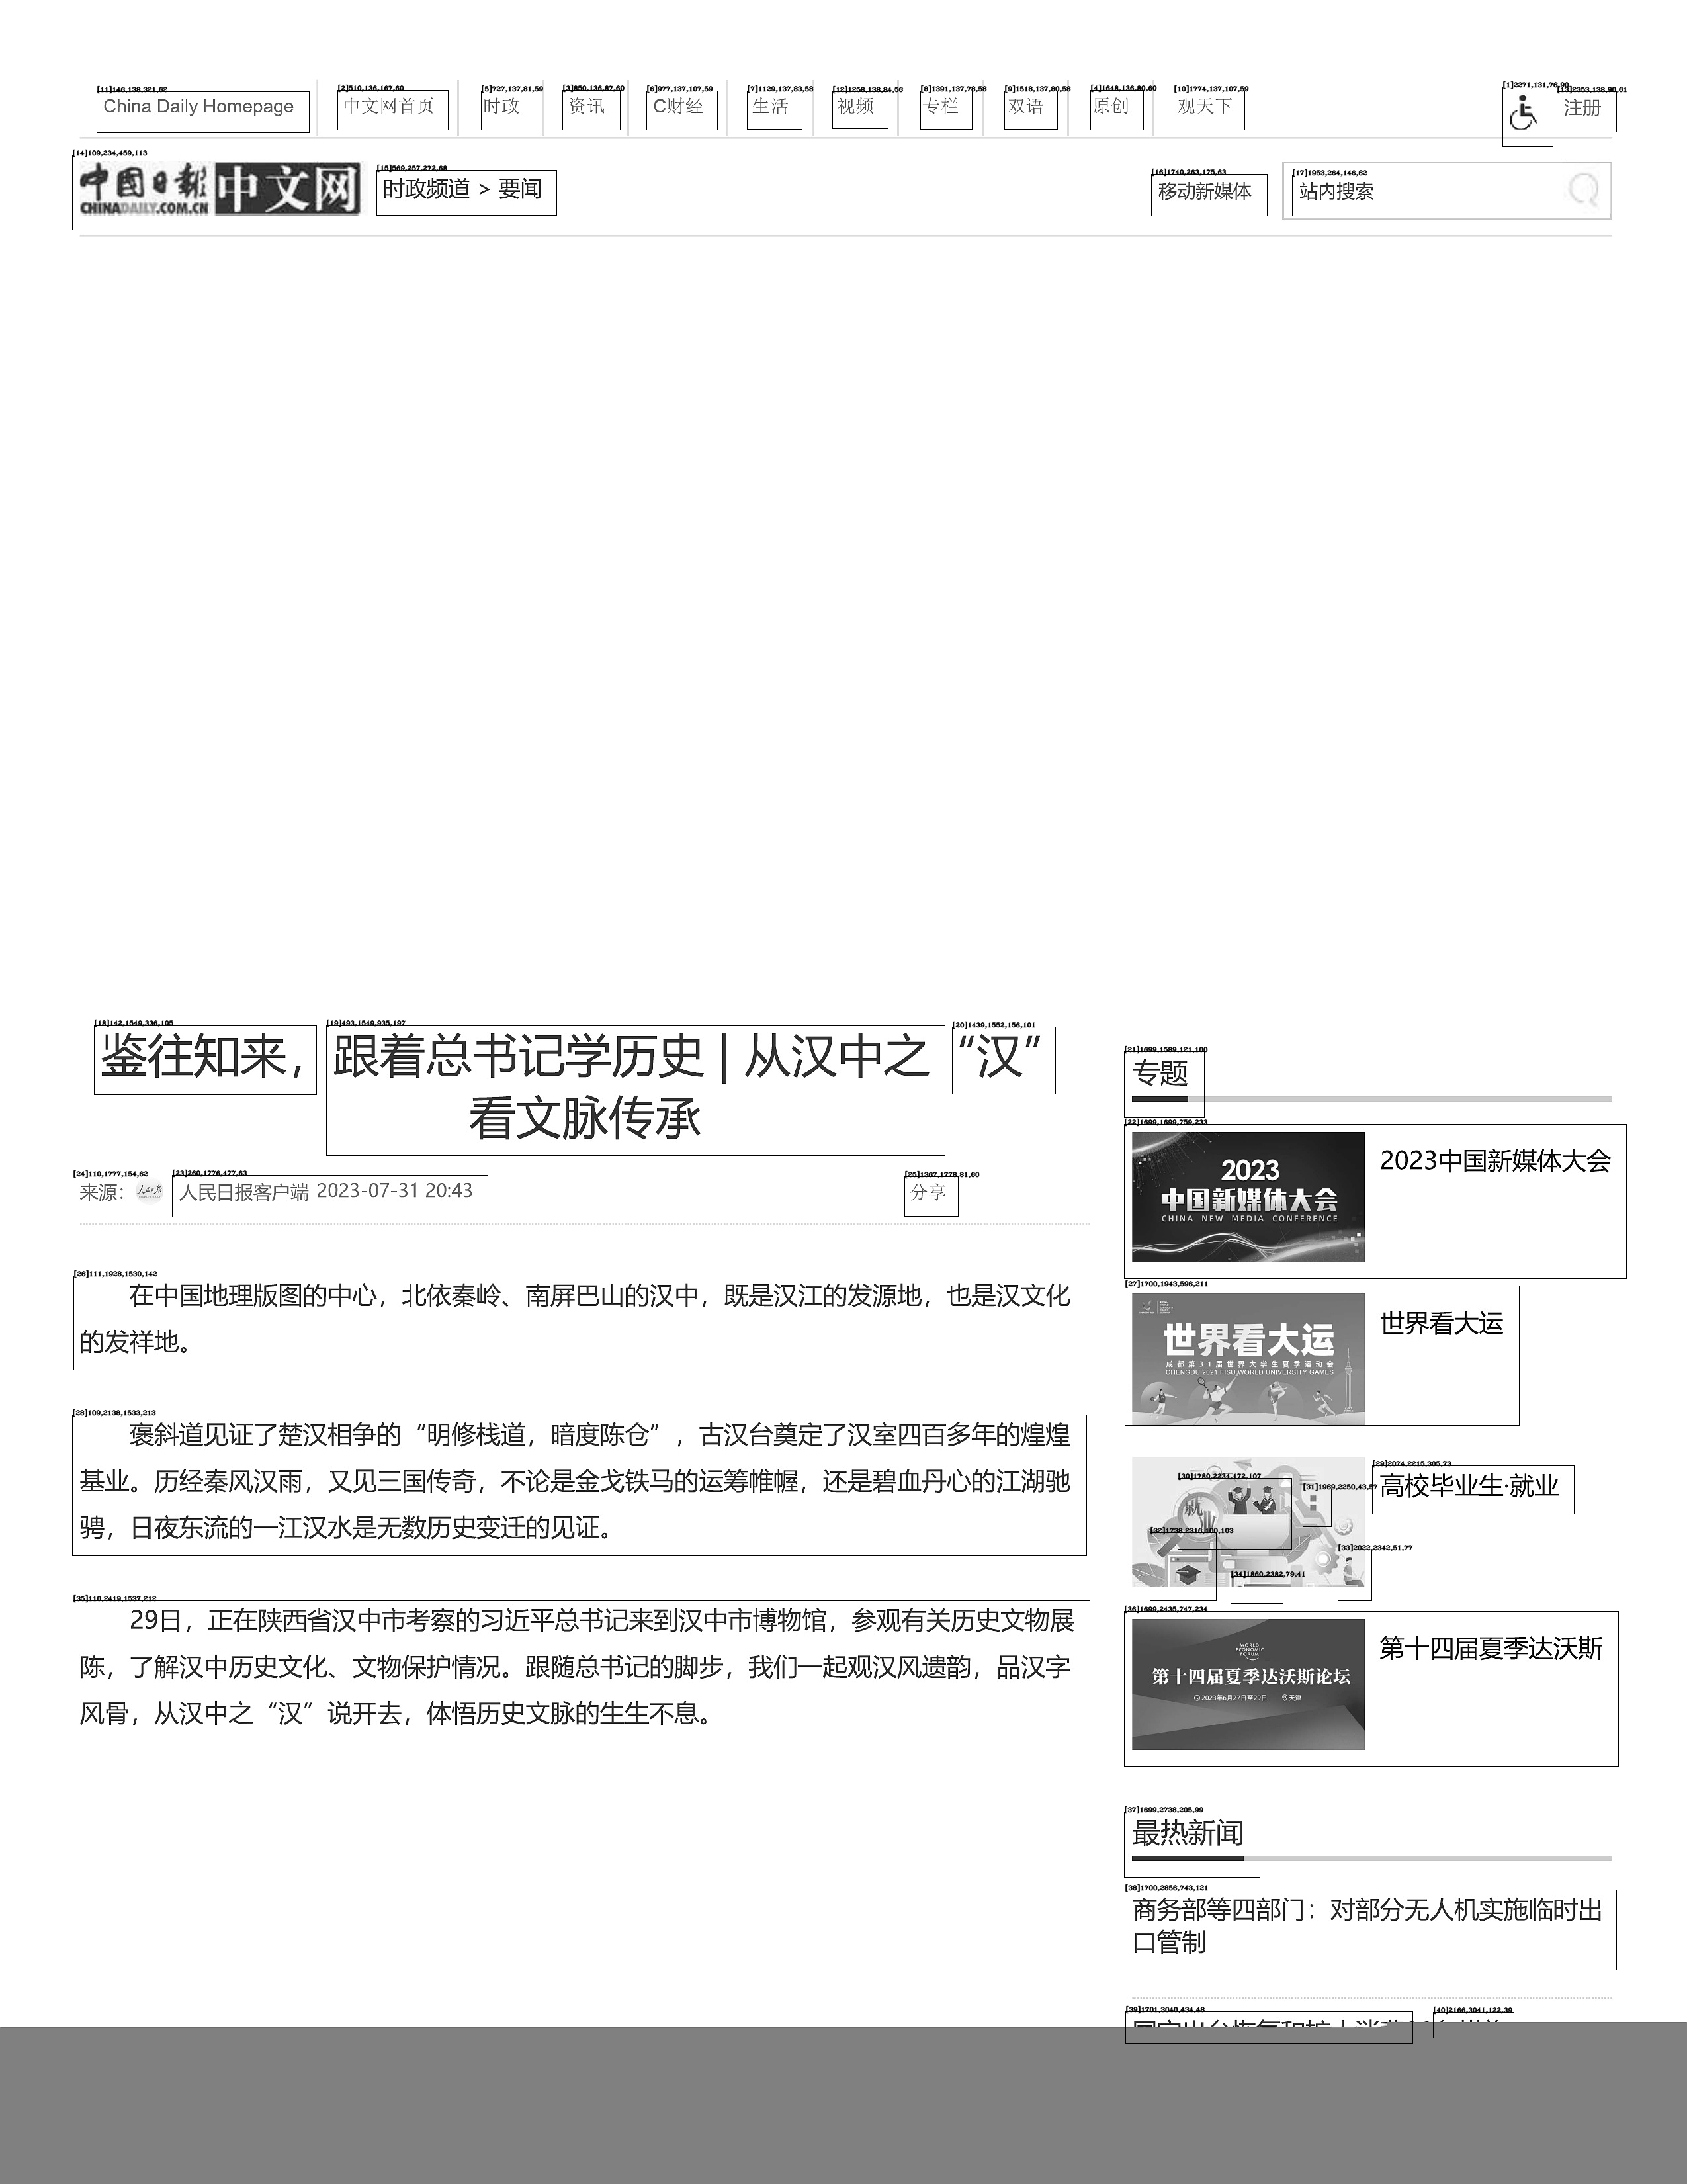 China Daily Homepage 中文网首页 时政 资讯 C财经 生活 视频 专栏 双语 原创 观天下 注册
中国日报 中文网
CHINADAILY.COM.CN
时政频道 > 要闻
移动新媒体 站内搜索
鉴往知来，跟着总书记学历史 | 从汉中之“汉”
看文脉传承
来源： 人民日报 人民日报客户端 2023-07-31 20:43
分享
在中国地理版图的中心，北依秦岭、南屏巴山的汉中，既是汉江的发源地，也是汉文化
的发祥地。
褒斜道见证了楚汉相争的“明修栈道，暗度陈仓”，古汉台奠定了汉室四百多年的煌煌
基业。历经秦风汉雨，又见三国传奇，不论是金戈铁马的运筹帷幄，还是碧血丹心的江湖驰
骋，日夜东流的一江汉水是无数历史变迁的见证。
29日，正在陕西省汉中市考察的习近平总书记来到汉中市博物馆，参观有关历史文物展
陈，了解汉中历史文化、文物保护情况。跟随总书记的脚步，我们一起观汉风遗韵，品汉字
风骨，从汉中之“汉”说开去，体悟历史文脉的生生不息。
专题
2023
中国新媒体大会
CHINA NEW MEDIA CONFERENCE
2023中国新媒体大会
世界看大运
成都第31届世界大学生夏季运动会
CHENGDU 2021 FISU WORLD UNIVERSITY GAMES
世界看大运
就业
高校毕业生·就业
WORLD
ECONOMIC
FORUM
第十四届夏季达沃斯论坛
2023年6月27日至29日 天津
第十四届夏季达沃斯
最热新闻
商务部等四部门：对部分无人机实施临时出
口管制